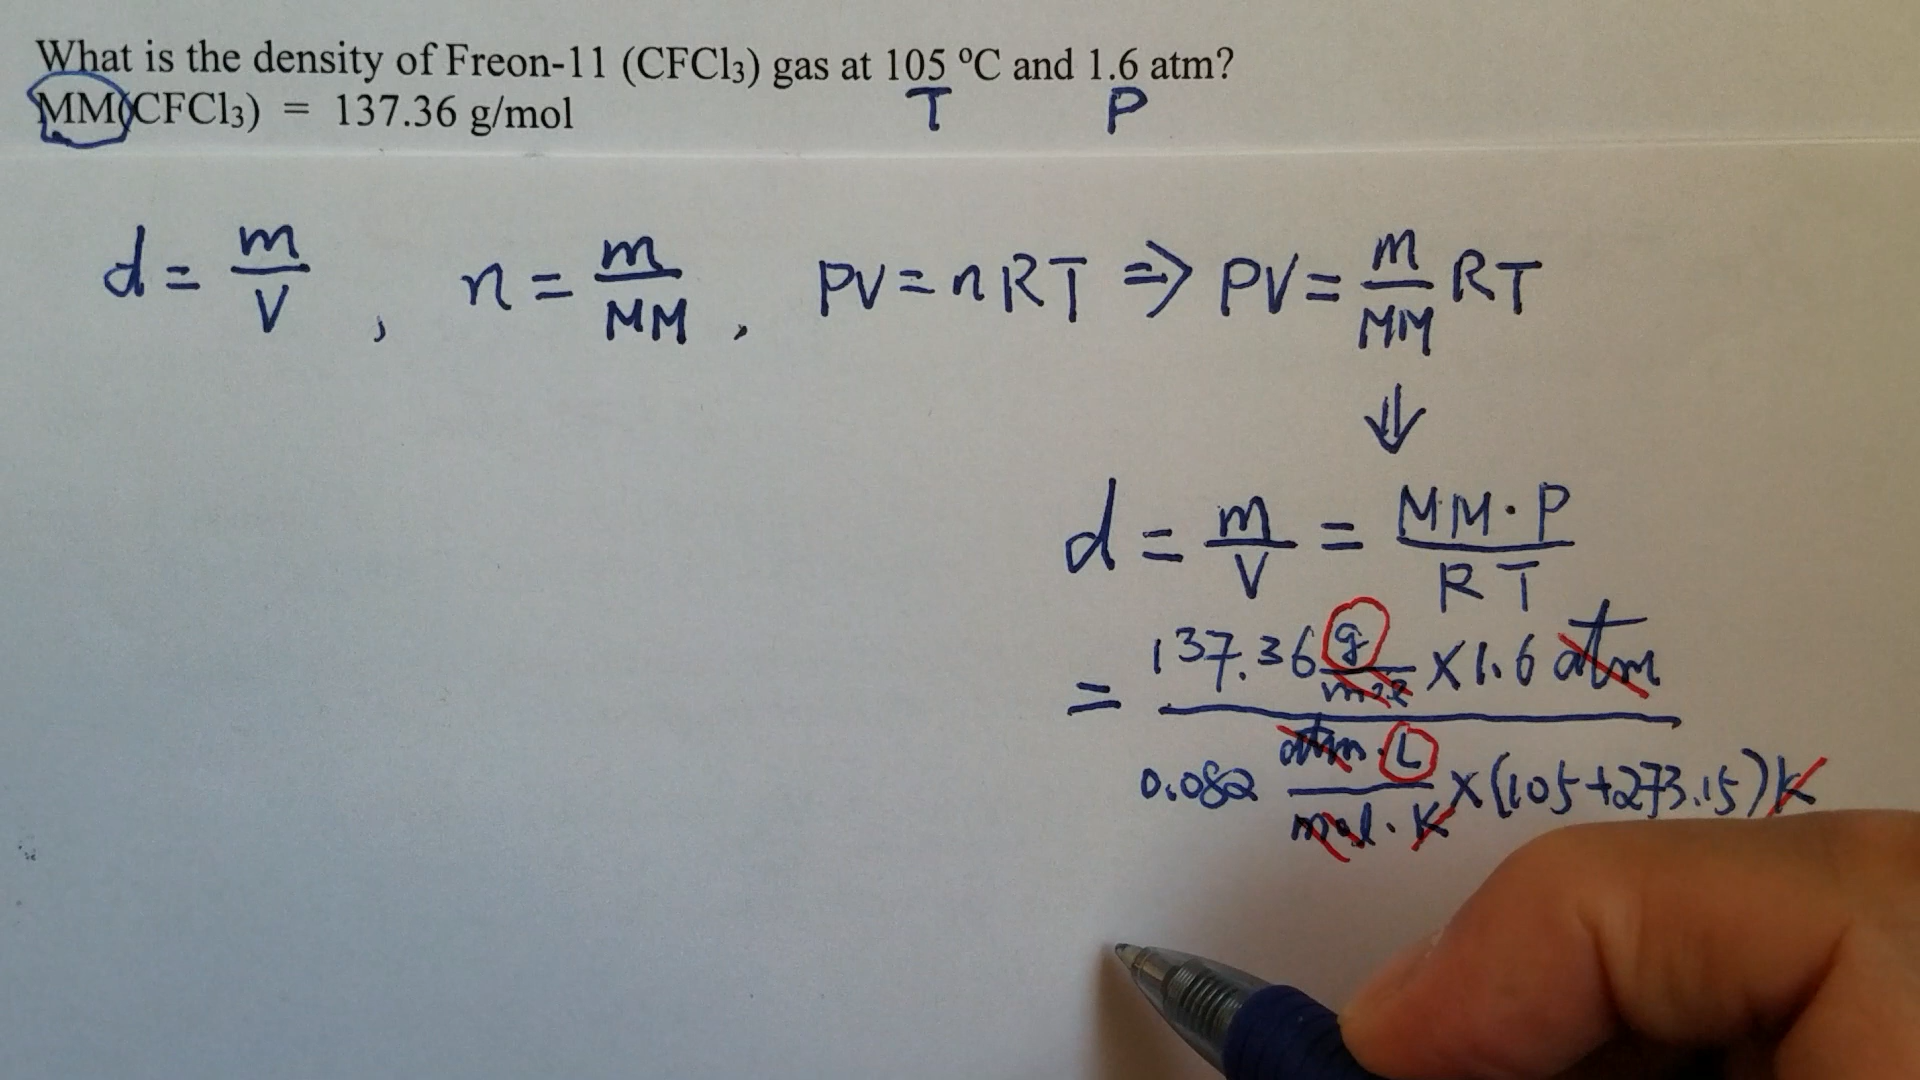 What is the density of Freon-11 (CFCl₃) gas at 105 ºC and 1.6 atm?
MM(CFCl₃) = 137.36 g/mol
T P
d = m/V , n = m/MM , PV = nRT ⇒ PV = m/MM RT
⇓
d = m/V = MM·P/RT
= 137.36 g/mol × 1.6 atm
0.082 atm·L/mol·K × (105+273.15)K